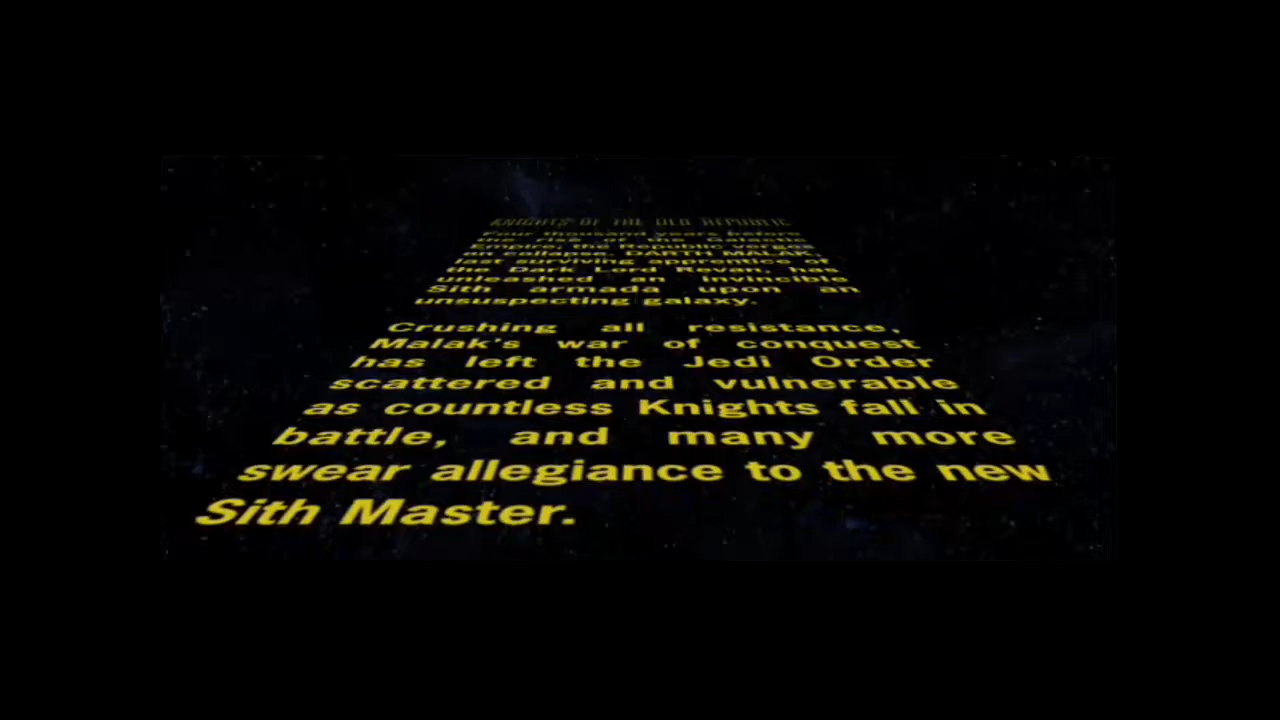 KNIGHTS OF THE OLD REPUBLIC
Four thousand years before
the rise of the Galactic
Empire, the Republic verges
on collapse. DARTH MALAK,
last surviving apprentice of
the Dark Lord Revan, has
unleashed an invincible
Sith armada upon an
unsuspecting galaxy.
Crushing all resistance,
Malak's war of conquest
has left the Jedi Order
scattered and vulnerable
as countless Knights fall in
battle, and many more
swear allegiance to the new
Sith Master.